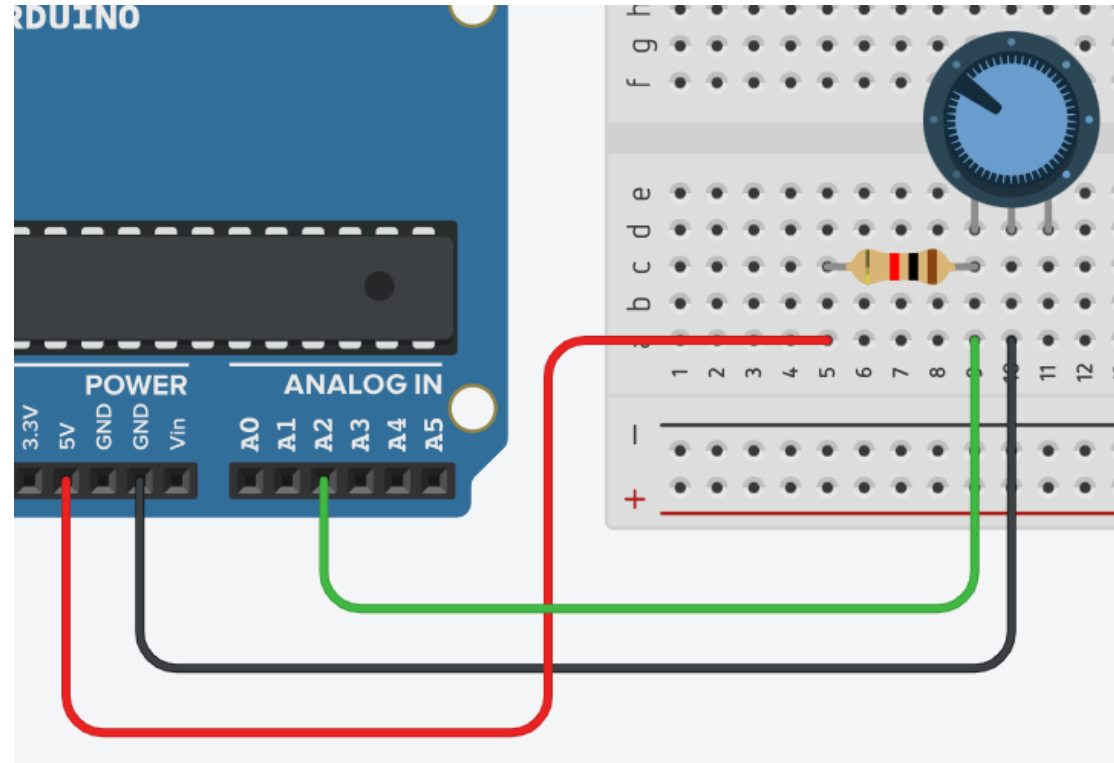 RDUINO
h
g
f
e
d
c
b
a
1 2 3 4 5 6 7 8 9 10 11 12
POWER
ANALOG IN
3.3V 5V GND GND Vin
A0 A1 A2 A3 A4 A5
−
+